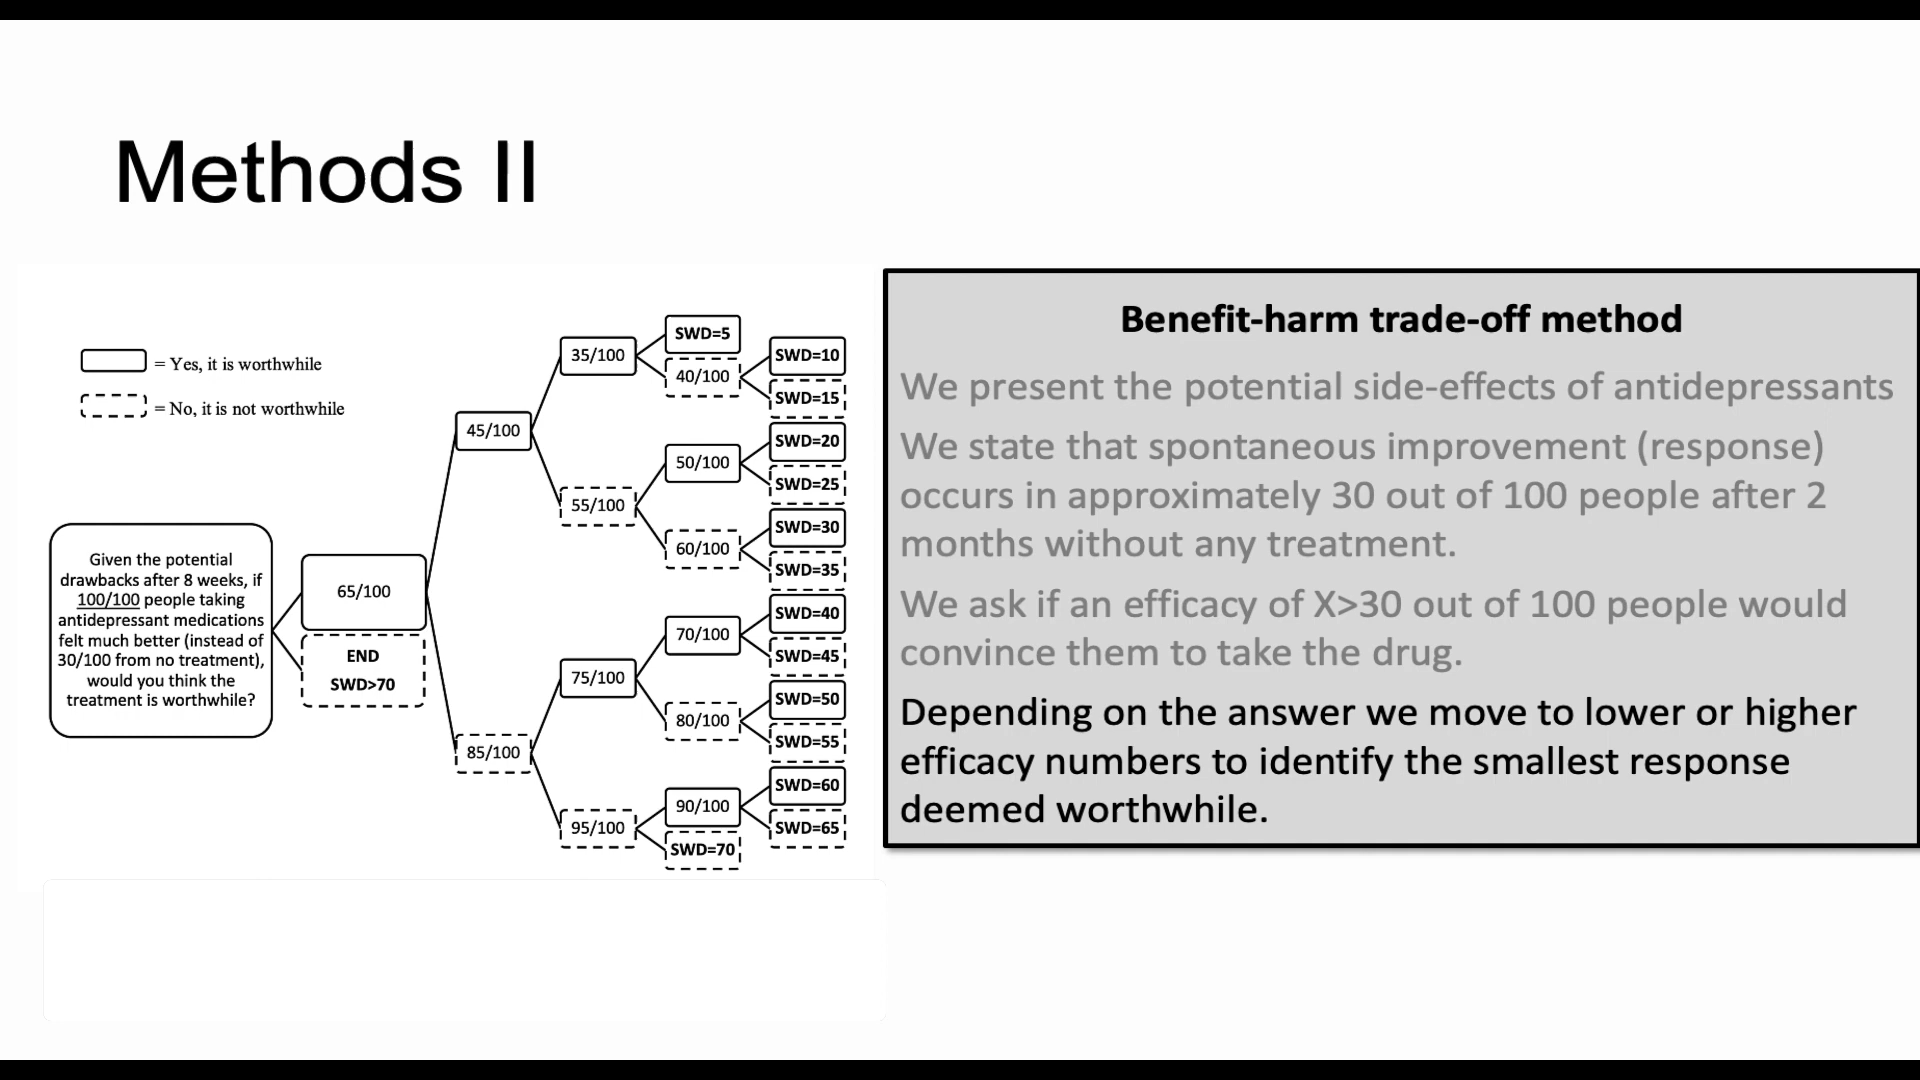 Methods II
= Yes, it is worthwhile
= No, it is not worthwhile
Given the potential
drawbacks after 8 weeks, if
100/100 people taking
antidepressant medications
felt much better (instead of
30/100 from no treatment),
would you think the
treatment is worthwhile?
65/100
END
SWD>70
45/100
85/100
35/100
55/100
75/100
95/100
SWD=5
40/100
50/100
60/100
70/100
80/100
90/100
SWD=70
SWD=10
SWD=15
SWD=20
SWD=25
SWD=30
SWD=35
SWD=40
SWD=45
SWD=50
SWD=55
SWD=60
SWD=65
Benefit-harm trade-off method
We present the potential side-effects of antidepressants
We state that spontaneous improvement (response)
occurs in approximately 30 out of 100 people after 2
months without any treatment.
We ask if an efficacy of X>30 out of 100 people would
convince them to take the drug.
Depending on the answer we move to lower or higher
efficacy numbers to identify the smallest response
deemed worthwhile.